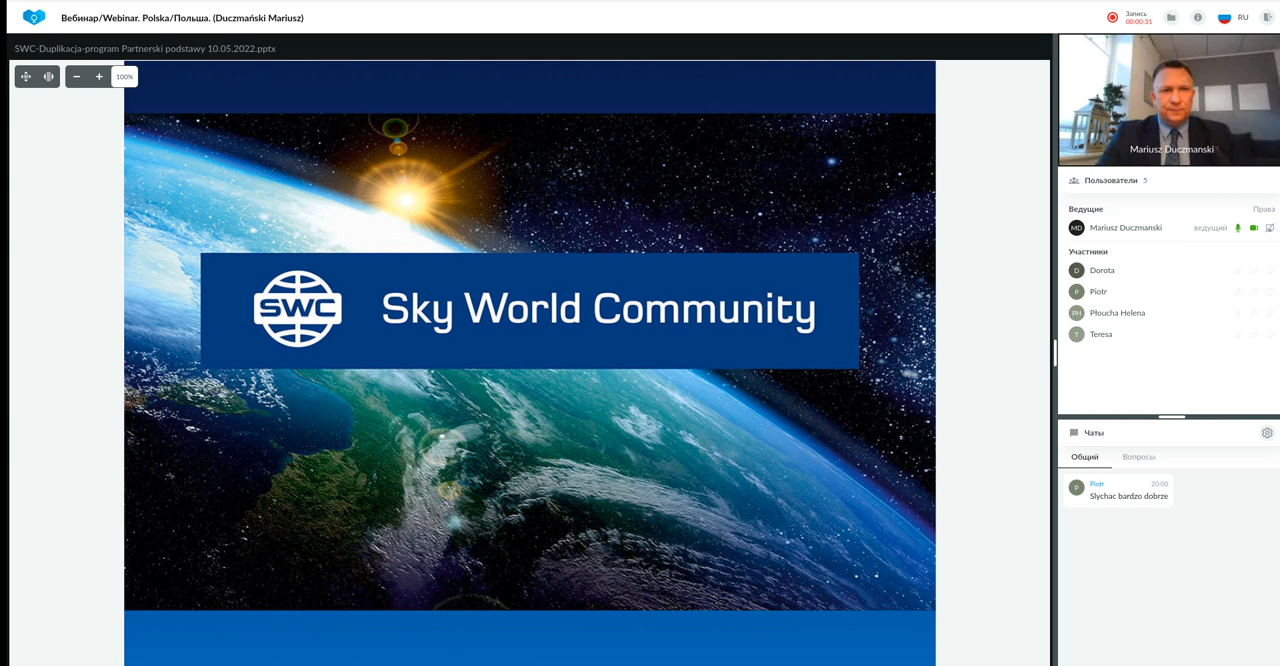 Вебинар/Webinar. Polska/Польша. (Duczmański Mariusz)
Запись
00:00:31
RU
SWC-Duplikacja-program Partnerski podstawy 10.05.2022.pptx
100%
SWC Sky World Community
Mariusz Duczmanski
Пользователи 5
Ведущие Права
MD Mariusz Duczmanski ведущий
Участники
D Dorota
P Piotr
PH Płoucha Helena
T Teresa
Чаты
Общий Вопросы
P Piotr 20:00
Slychac bardzo dobrze